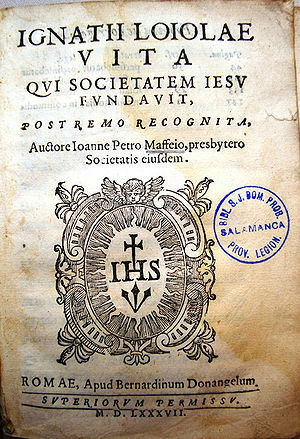 IGNATII LOIOLAE
VITA
QVI SOCIETATEM IESV
FVNDAVIT,
POSTREMO RECOGNITA,
Auctore Ioanne Petro Maffeio, presbytero
Societatis eiuſdem.
IHS
BIBL. S. J. DOM. PROB.
SALAMANCA
PROV. LEGION.
ROMAE, Apud Bernardinum Donangelum.
SVPERIORVM PERMISSV.
M. D. LXXXVII.